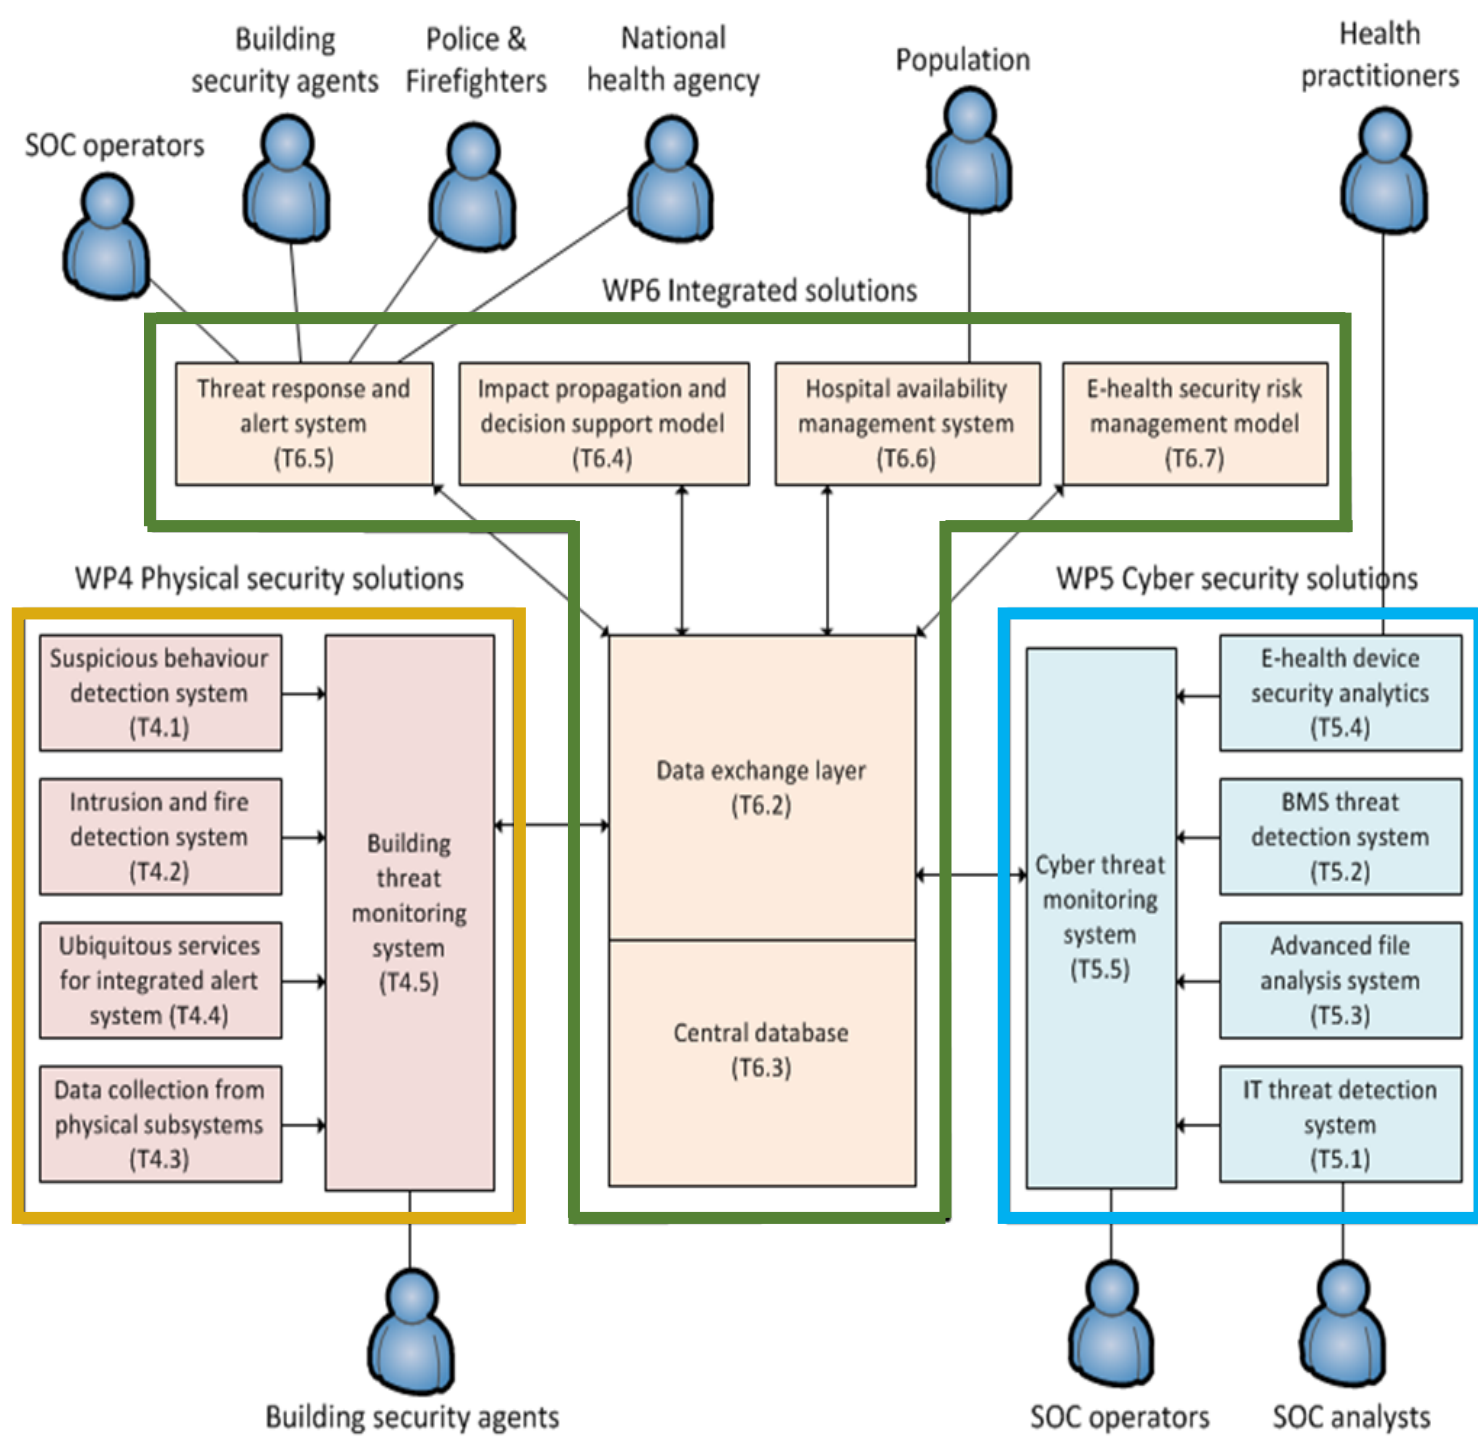 Building
security agents
Police &
Firefighters
National
health agency
Population
Health
practitioners
SOC operators
WP6 Integrated solutions
Threat response and
alert system
(T6.5)
Impact propagation and
decision support model
(T6.4)
Hospital availability
management system
(T6.6)
E-health security risk
management model
(T6.7)
WP4 Physical security solutions
WP5 Cyber security solutions
Suspicious behaviour
detection system
(T4.1)
Intrusion and fire
detection system
(T4.2)
Ubiquitous services
for integrated alert
system (T4.4)
Data collection from
physical subsystems
(T4.3)
Building
threat
monitoring
system
(T4.5)
Data exchange layer
(T6.2)
Central database
(T6.3)
Cyber threat
monitoring
system
(T5.5)
E-health device
security analytics
(T5.4)
BMS threat
detection system
(T5.2)
Advanced file
analysis system
(T5.3)
IT threat detection
system
(T5.1)
Building security agents
SOC operators
SOC analysts